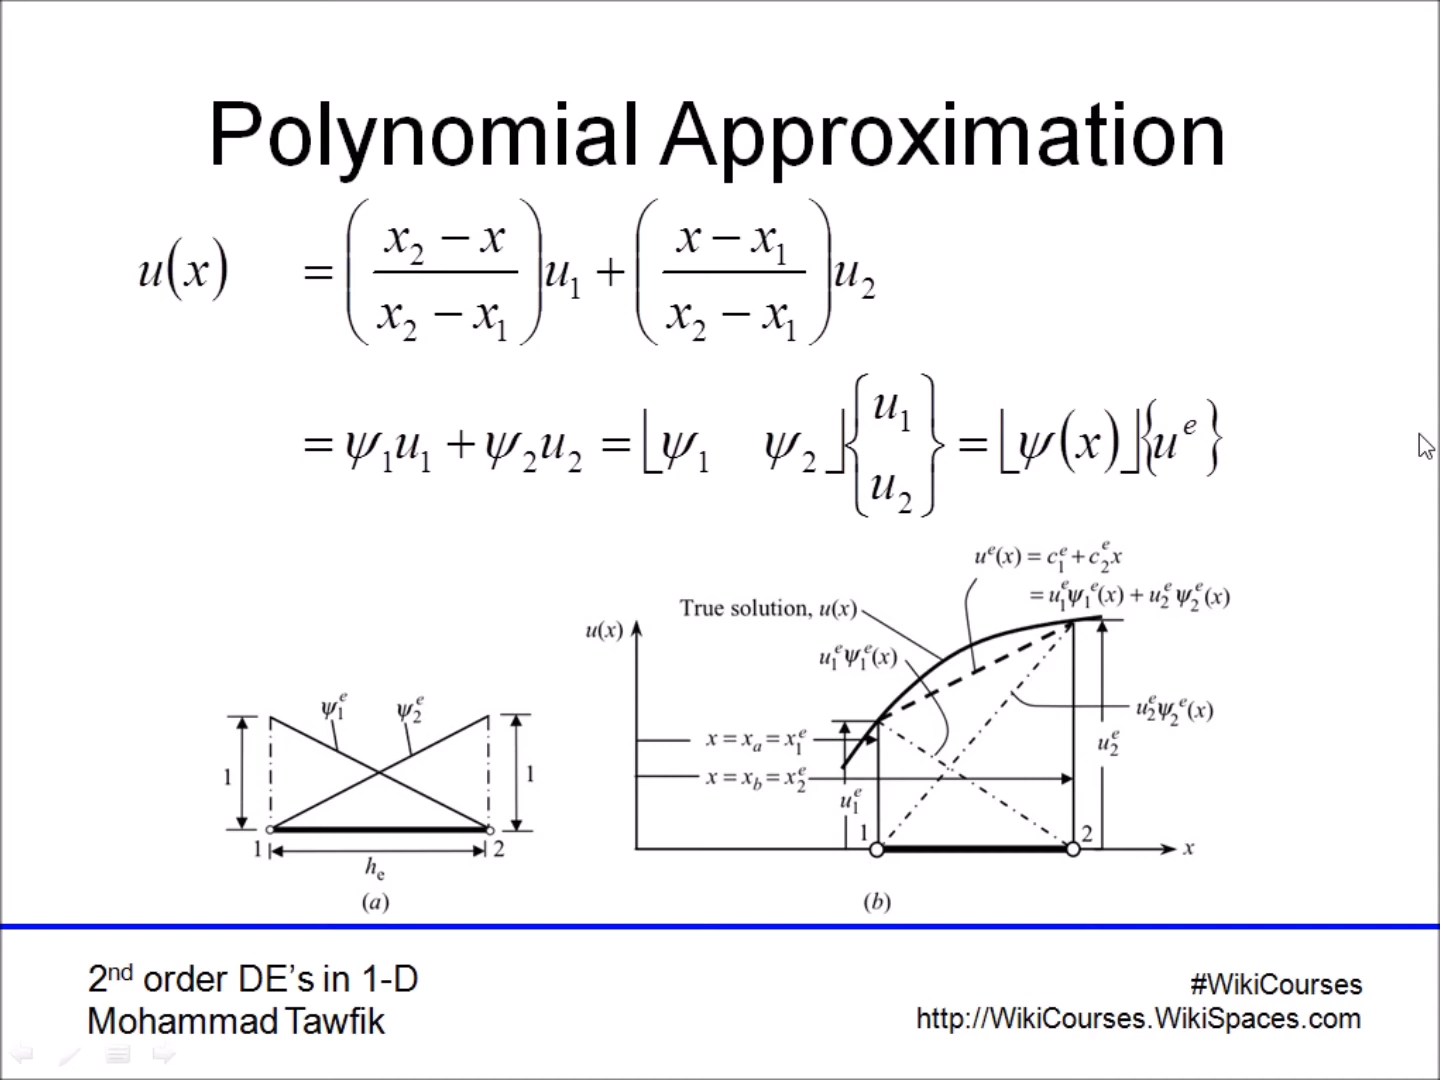 Polynomial Approximation
u(x) = ((x₂ − x)/(x₂ − x₁))u₁ + ((x − x₁)/(x₂ − x₁))u₂
= ψ₁u₁ + ψ₂u₂ = ⌊ψ₁ ψ₂⌋{u₁ u₂} = ⌊ψ(x)⌋{uᵉ}
ψ₁ᵉ ψ₂ᵉ
1 1
1 2
hₑ
(a)
uᵉ(x) = c₁ᵉ + c₂ᵉx
= u₁ᵉψ₁ᵉ(x) + u₂ᵉψ₂ᵉ(x)
True solution, u(x)
u(x)
u₁ᵉψ₁ᵉ(x)
u₂ᵉψ₂ᵉ(x)
x = xₐ = x₁ᵉ
u₂ᵉ
x = x_b = x₂ᵉ
u₁ᵉ
1 2
x
(b)
2nd order DE's in 1-D
Mohammad Tawfik
#WikiCourses
http://WikiCourses.WikiSpaces.com